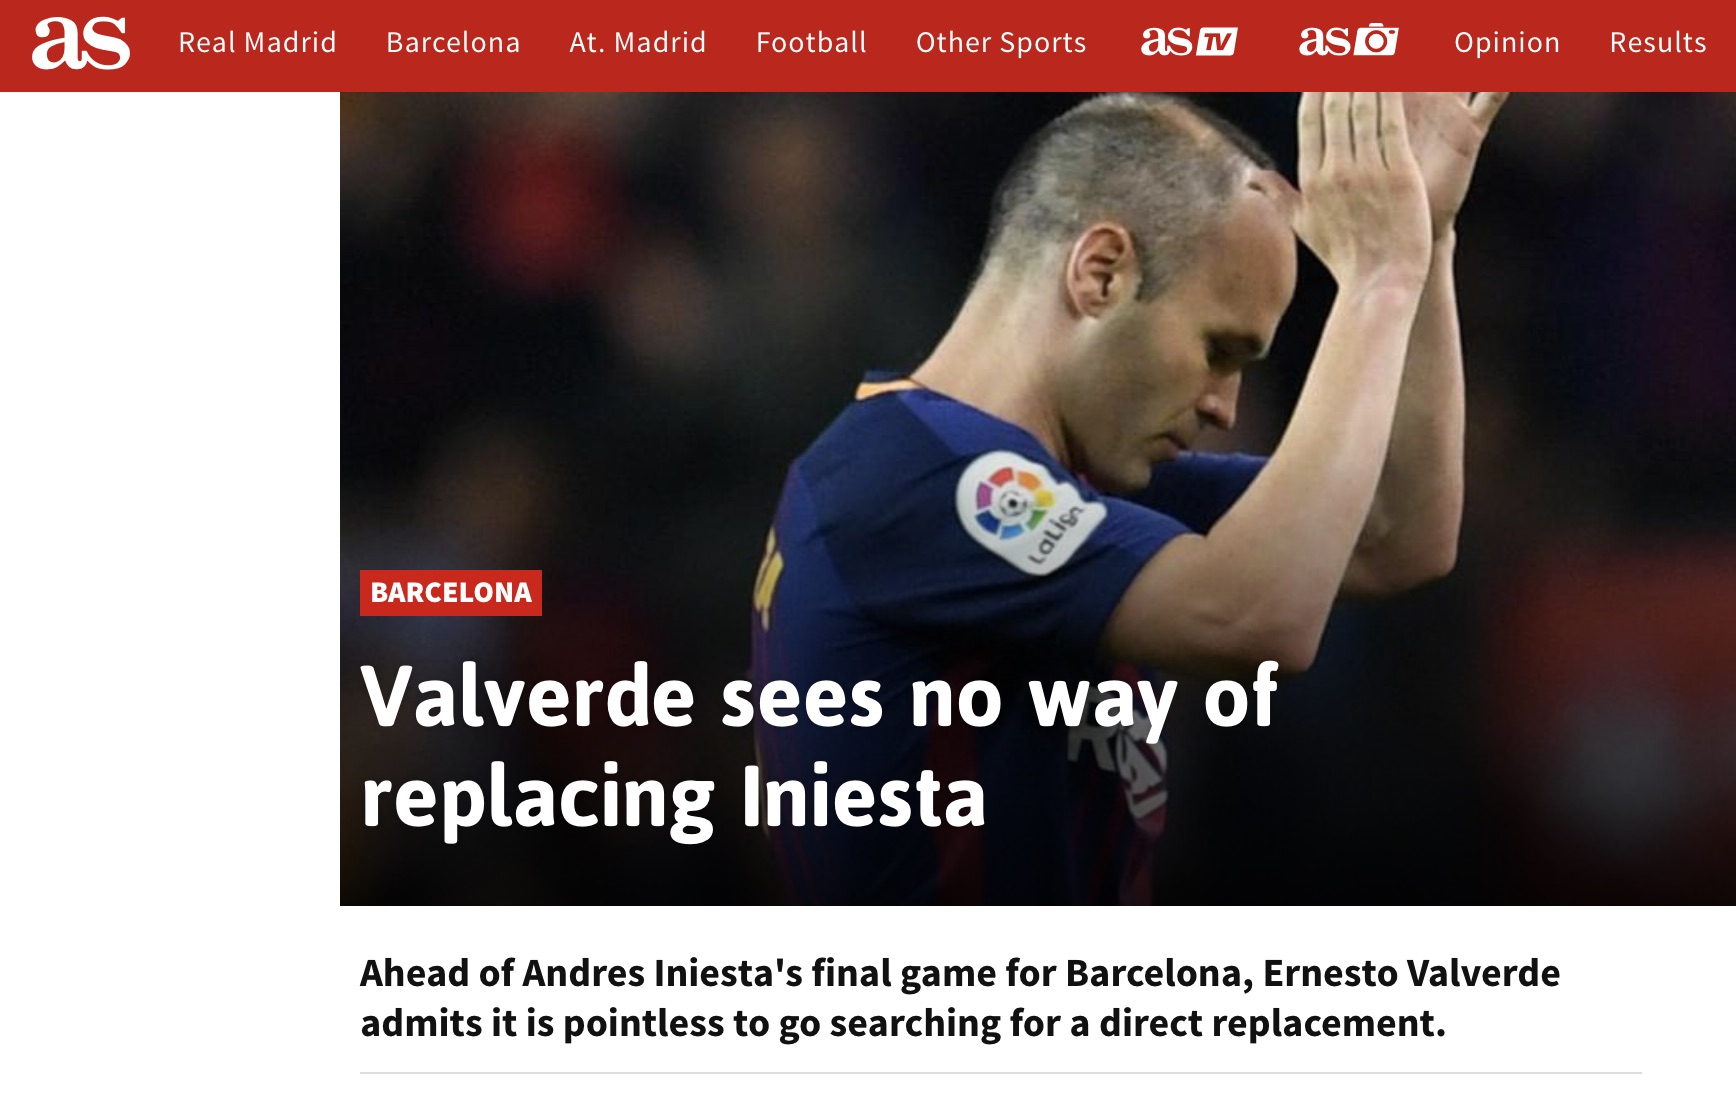 as
Real Madrid
Barcelona
At. Madrid
Football
Other Sports
as TV
as
Opinion
Results
LaLiga
BARCELONA
Valverde sees no way of
replacing Iniesta
Ahead of Andres Iniesta's final game for Barcelona, Ernesto Valverde
admits it is pointless to go searching for a direct replacement.